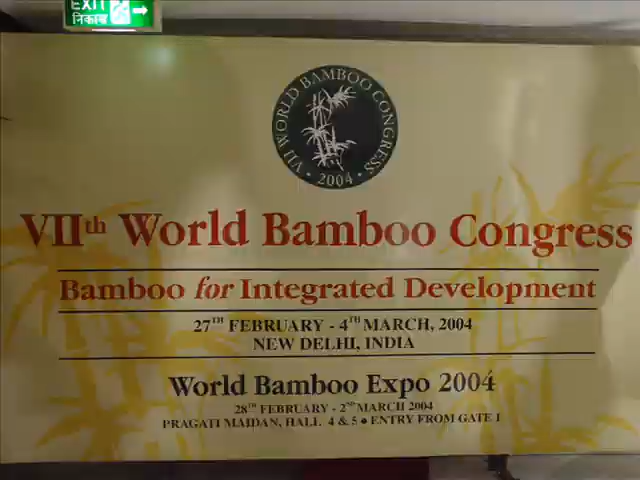 EXIT
निकास
VII WORLD BAMBOO CONGRESS
• 2004 •
VIIth World Bamboo Congress
Bamboo for Integrated Development
27TH FEBRUARY - 4TH MARCH, 2004
NEW DELHI, INDIA
World Bamboo Expo 2004
28TH FEBRUARY - 2ND MARCH 2004
PRAGATI MAIDAN, HALL 4 & 5 • ENTRY FROM GATE 1